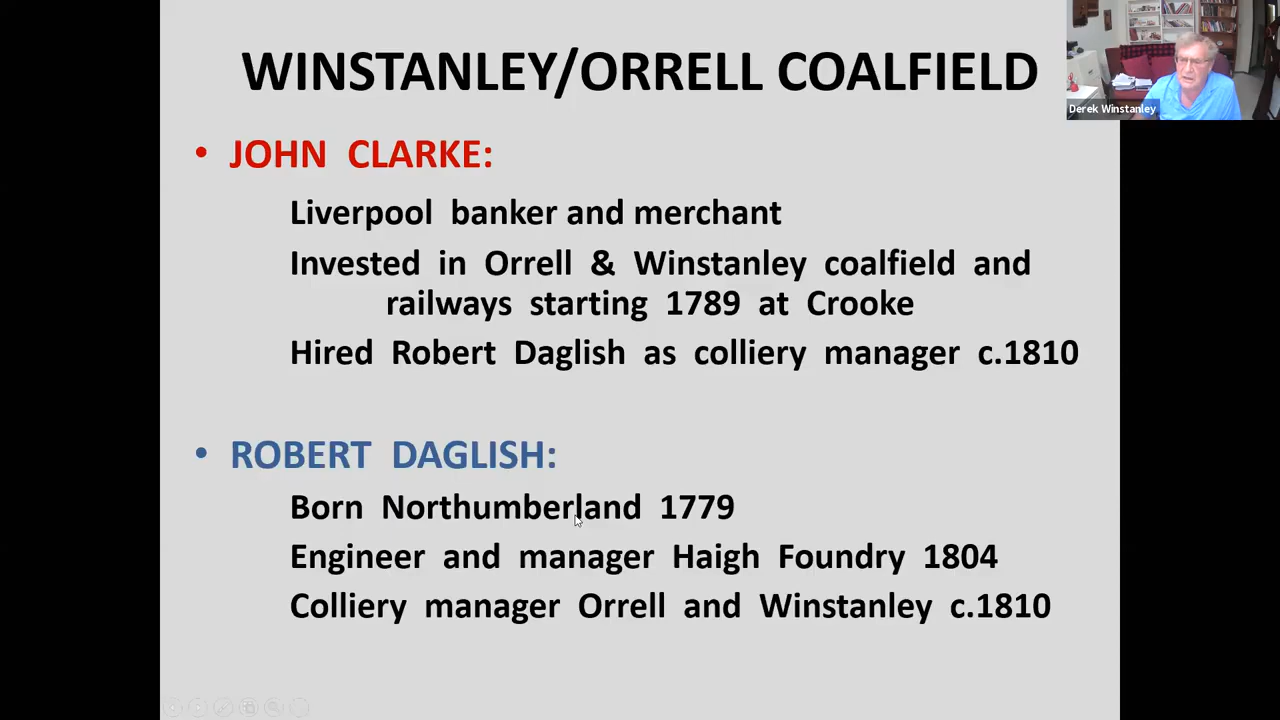 WINSTANLEY/ORRELL COALFIELD
Derek Winstanley
• JOHN CLARKE:
Liverpool banker and merchant
Invested in Orrell & Winstanley coalfield and
railways starting 1789 at Crooke
Hired Robert Daglish as colliery manager c.1810
• ROBERT DAGLISH:
Born Northumberland 1779
Engineer and manager Haigh Foundry 1804
Colliery manager Orrell and Winstanley c.1810